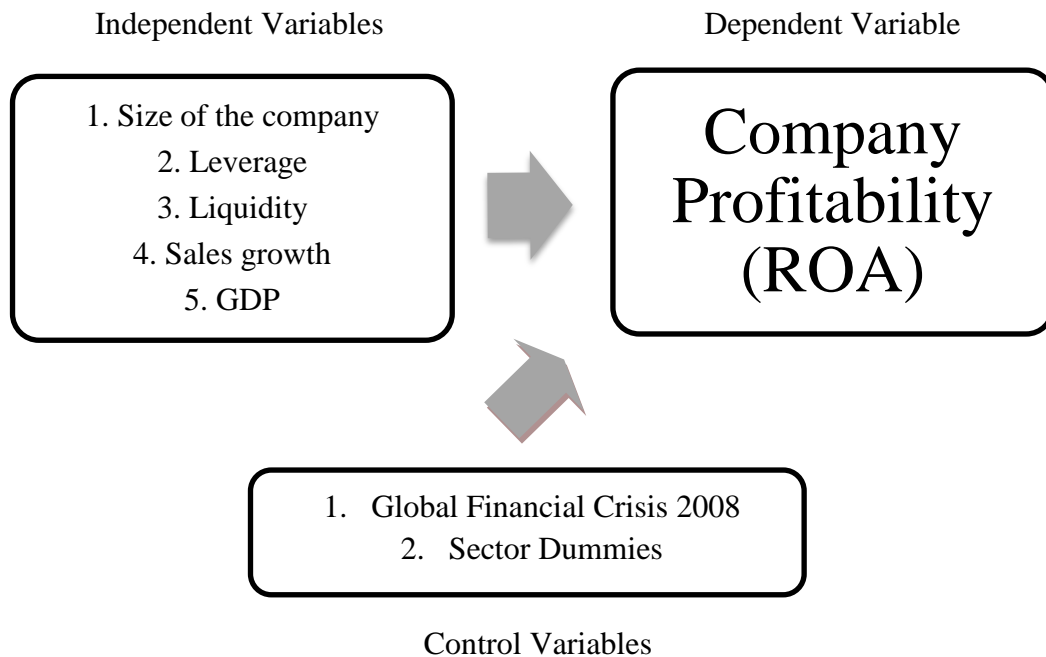 Independent Variables
Dependent Variable
1. Size of the company
2. Leverage
3. Liquidity
4. Sales growth
5. GDP
Company
Profitability
(ROA)
1. Global Financial Crisis 2008
2. Sector Dummies
Control Variables